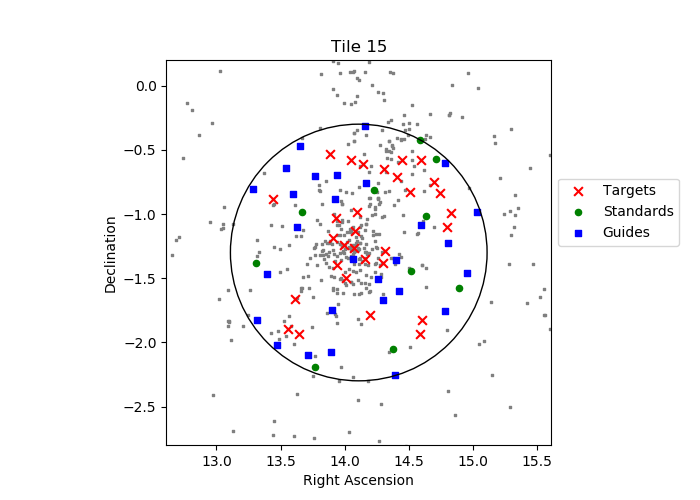 Tile 15
0.0
−0.5
−1.0
−1.5
−2.0
−2.5
Declination
13.0 13.5 14.0 14.5 15.0 15.5
Right Ascension
Targets
Standards
Guides